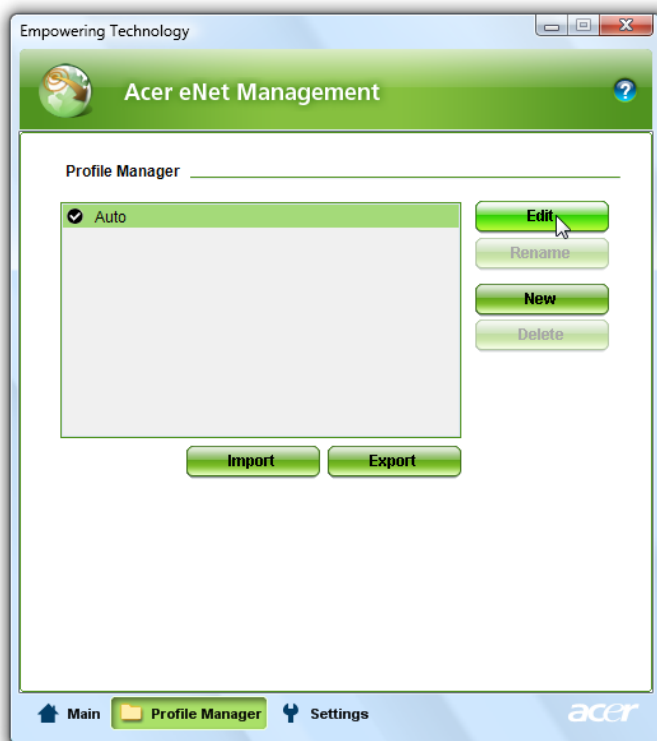 Empowering Technology
Acer eNet Management
?
Profile Manager
Auto
Edit
Rename
New
Delete
Import Export
Main Profile Manager Settings acer